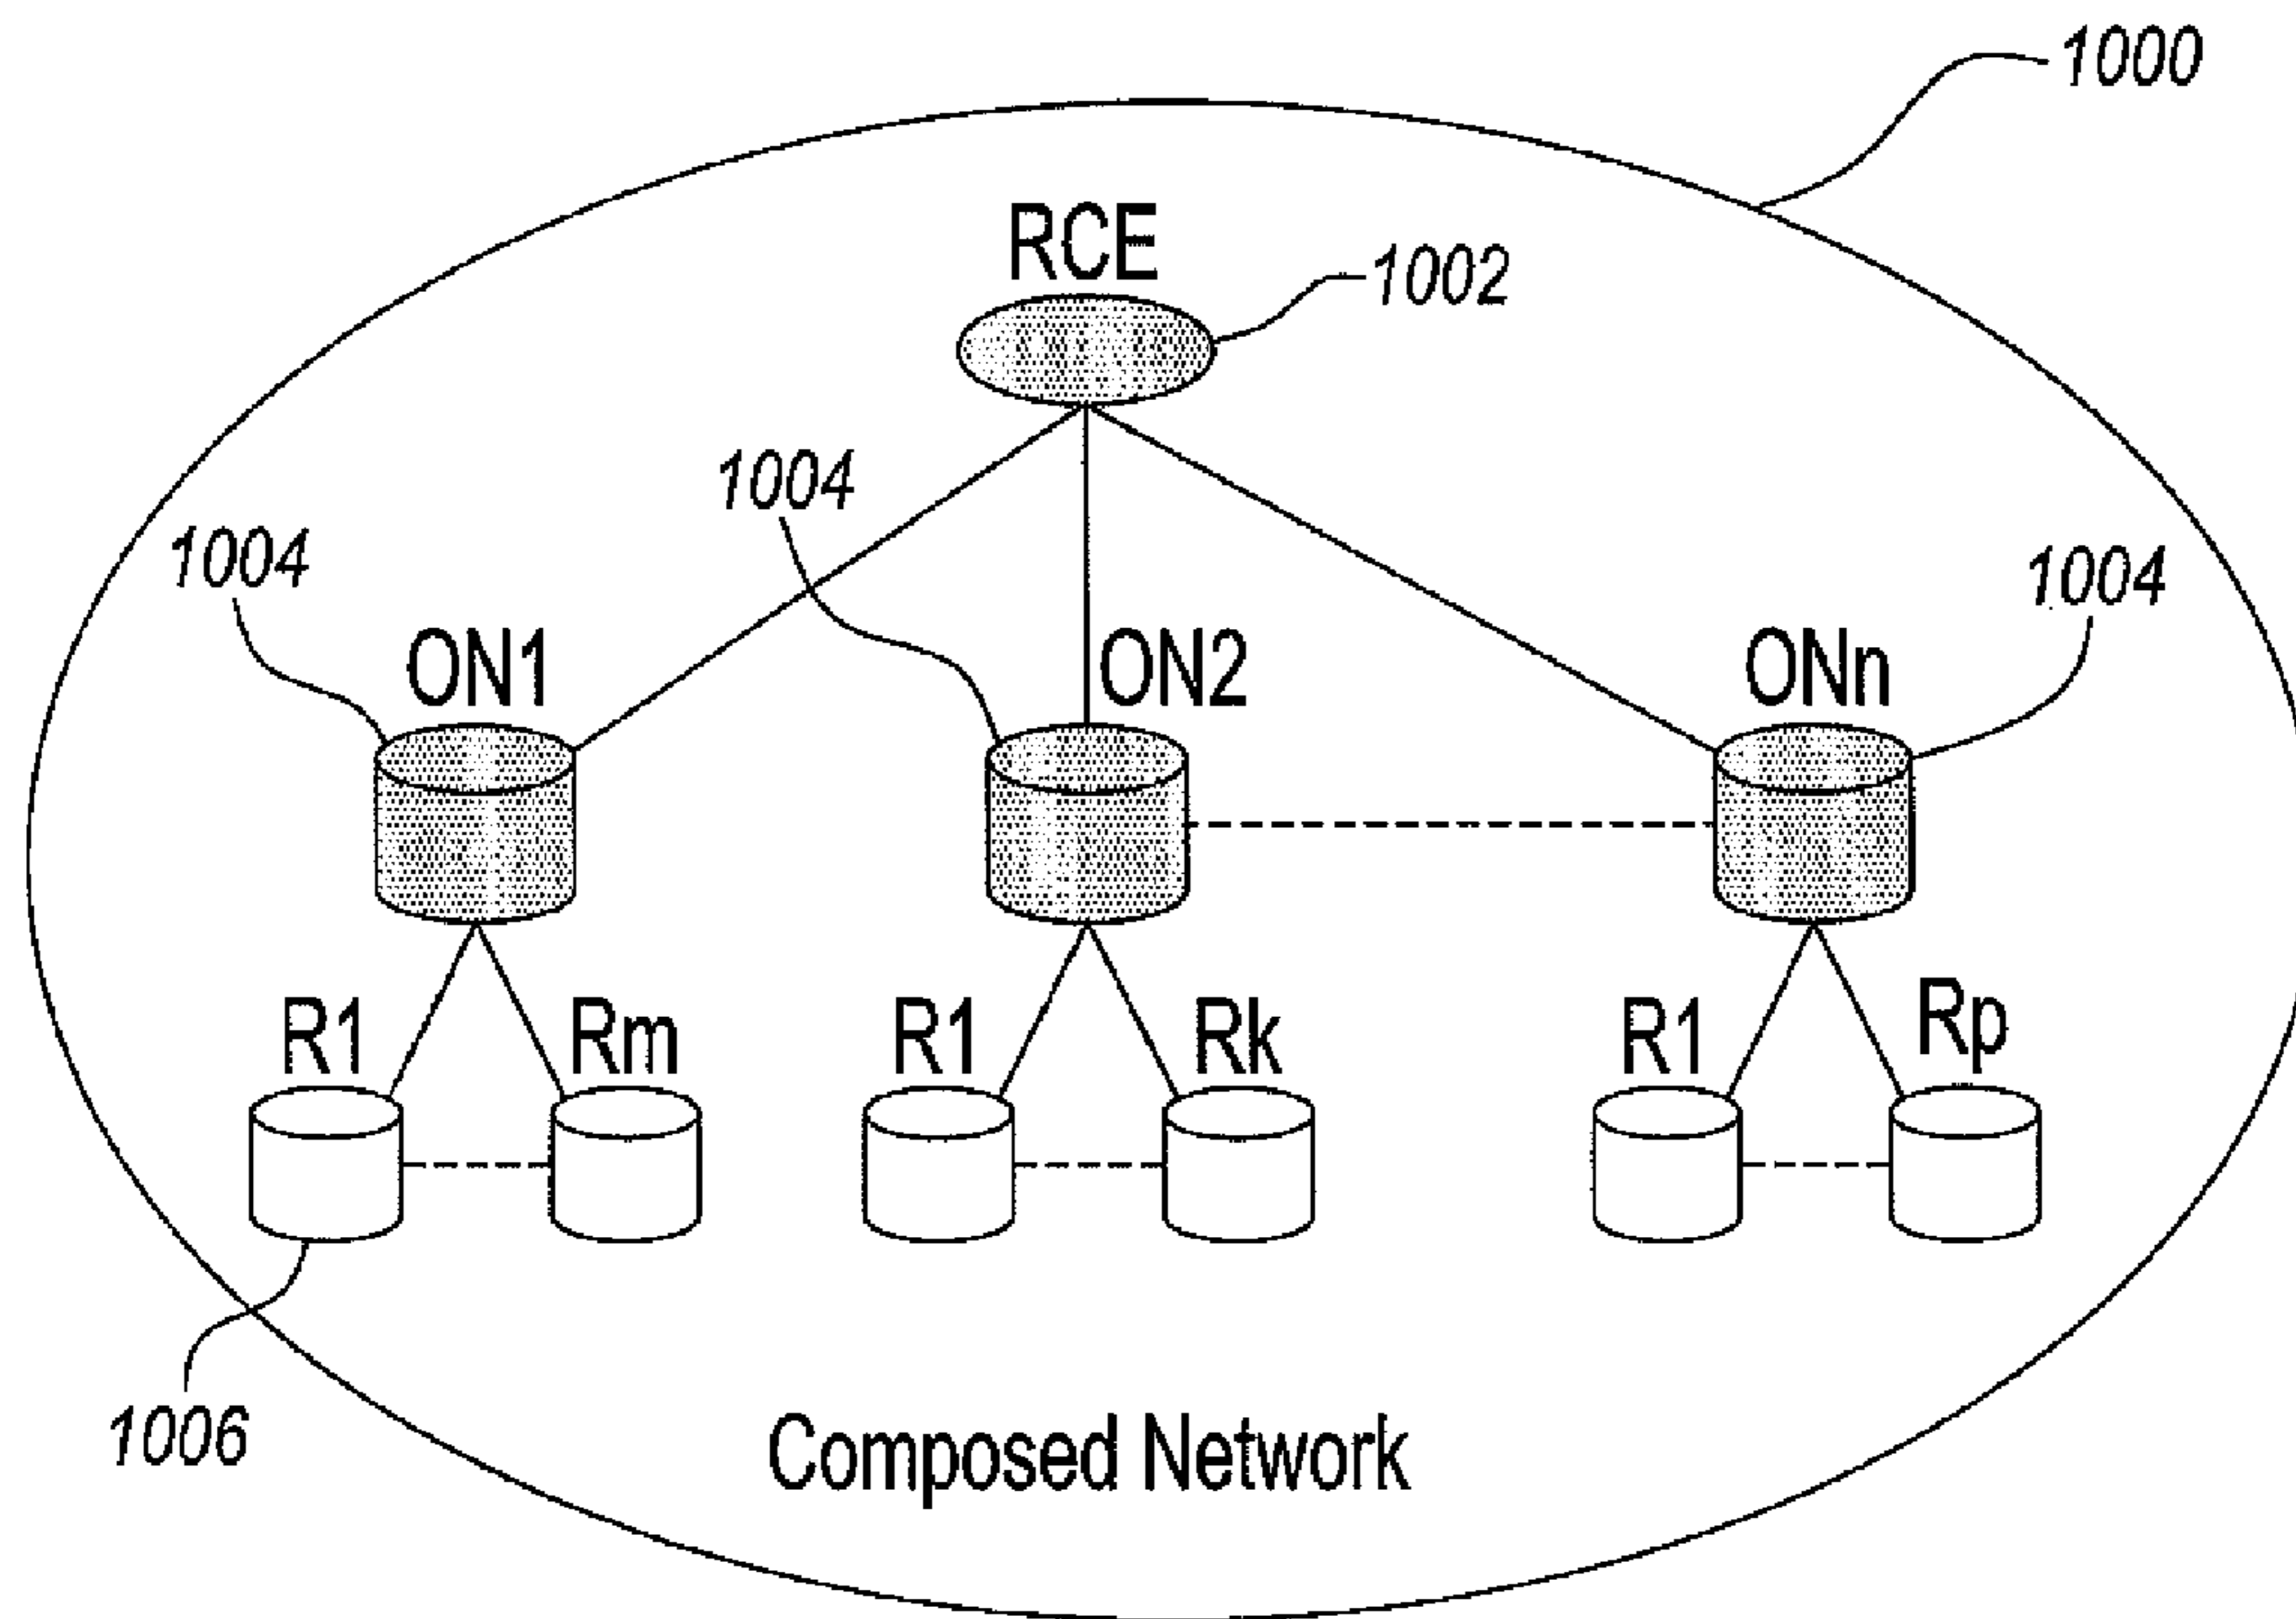 1000
RCE
1002
1004
1004
1004
ON1
ON2
ONn
R1
Rm
R1
Rk
R1
Rp
1006
Composed Network